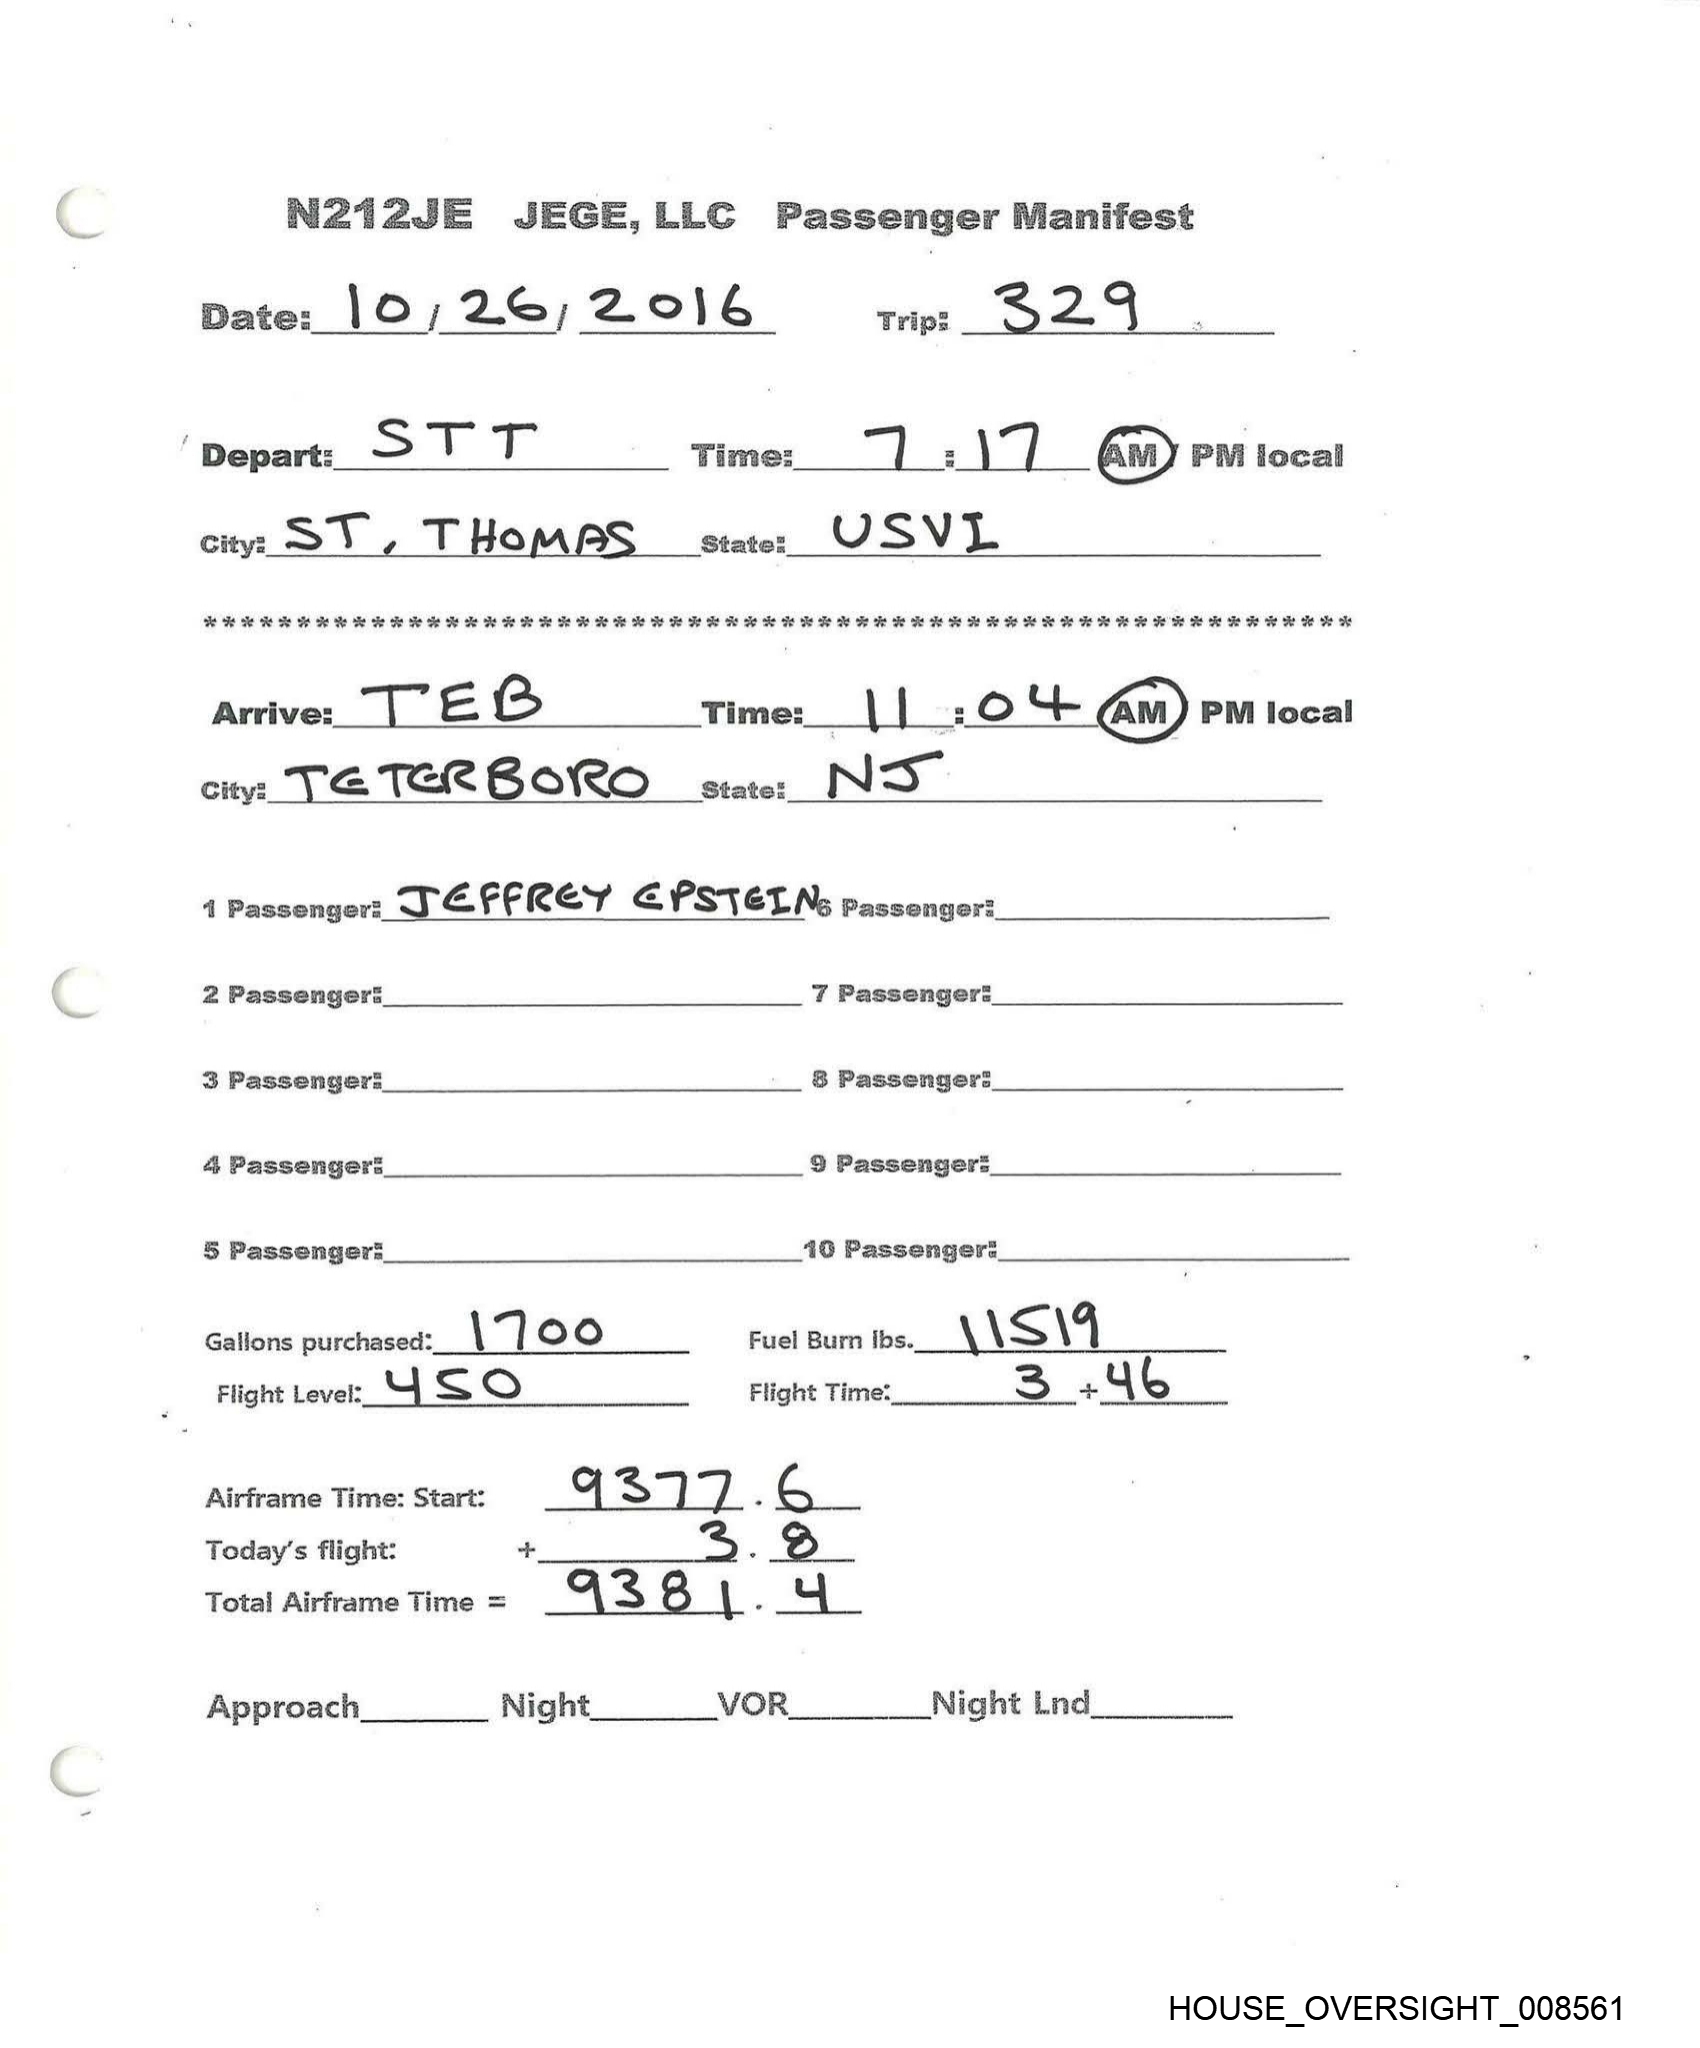 N212JE JEGE, LLC Passenger Manifest
Date: 10 / 26 / 2016 Trip: 329
Depart: STT Time: 7 : 17 AM / PM local
City: ST. THOMAS State: USVI
**************************************************************
Arrive: TEB Time: 11 : 04 AM PM local
City: TETERBORO State: NJ
1 Passenger: JEFFREY EPSTEIN 6 Passenger:
2 Passenger: 7 Passenger:
3 Passenger: 8 Passenger:
4 Passenger: 9 Passenger:
5 Passenger: 10 Passenger:
Gallons purchased: 1700 Fuel Burn lbs. 11519
Flight Level: 450 Flight Time: 3 + 46
Airframe Time: Start: 9377 . 6
Today's flight: + 3 . 8
Total Airframe Time = 9381 . 4
Approach______ Night______ VOR______ Night Lnd______
HOUSE_OVERSIGHT_008561